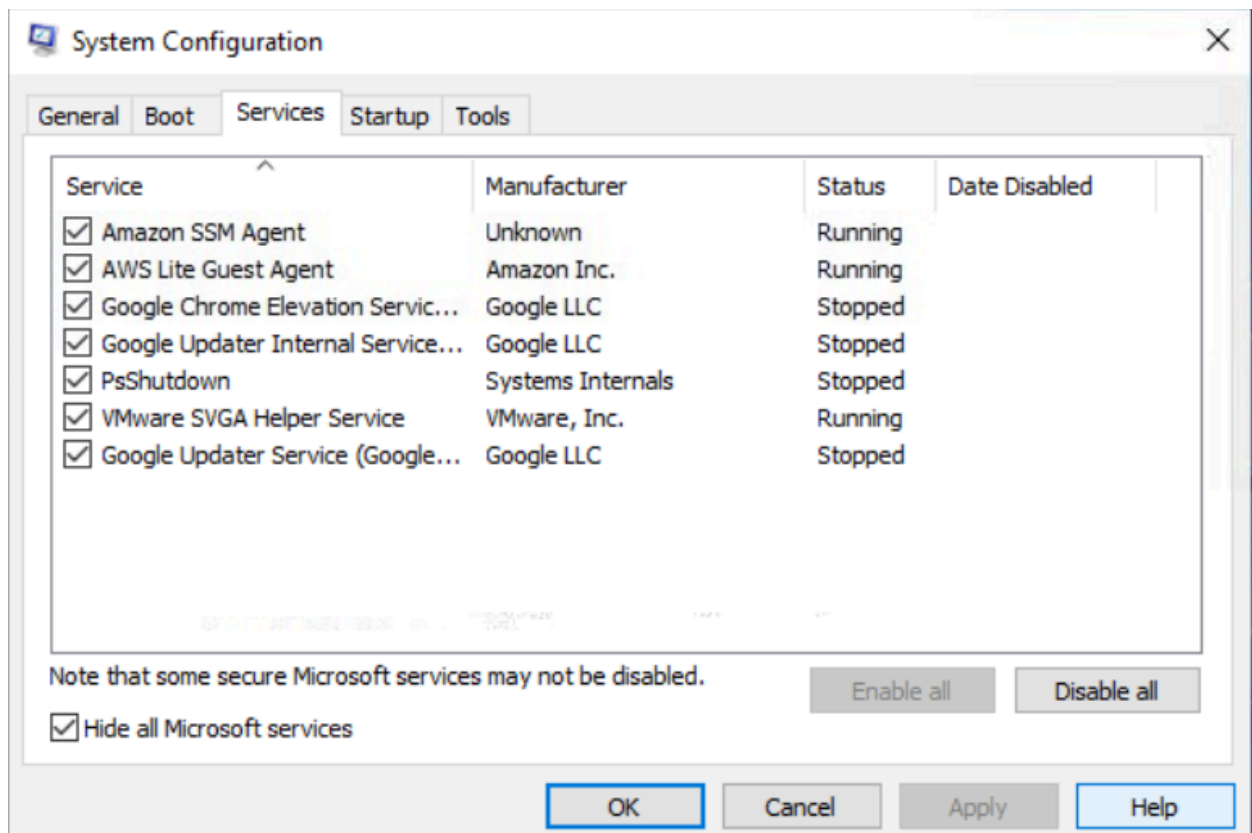 System Configuration
General Boot Services Startup Tools
Service Manufacturer Status Date Disabled
Amazon SSM Agent Unknown Running
AWS Lite Guest Agent Amazon Inc. Running
Google Chrome Elevation Servic... Google LLC Stopped
Google Updater Internal Service... Google LLC Stopped
PsShutdown Systems Internals Stopped
VMware SVGA Helper Service VMware, Inc. Running
Google Updater Service (Google... Google LLC Stopped
Note that some secure Microsoft services may not be disabled.
Enable all Disable all
Hide all Microsoft services
OK Cancel Apply Help